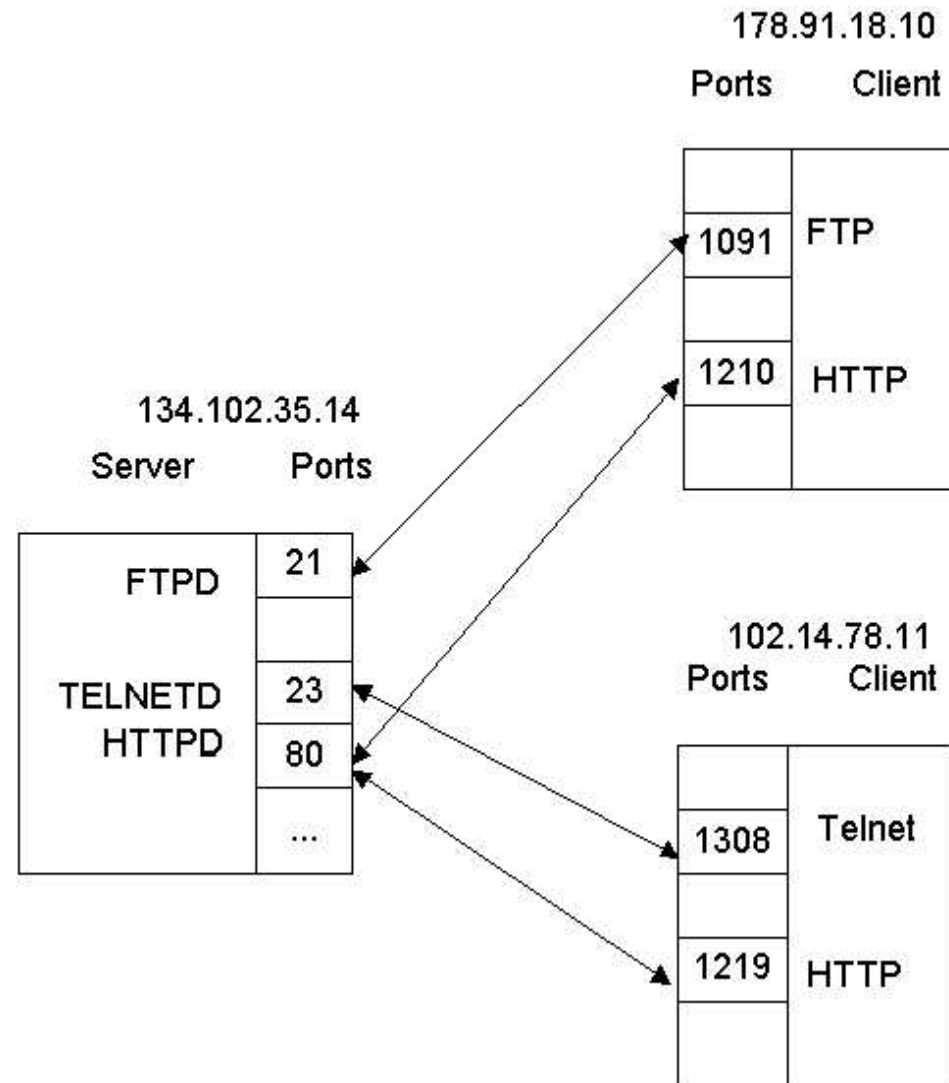 178.91.18.10
Ports Client
1091 FTP
1210 HTTP
134.102.35.14
Server Ports
FTPD 21
TELNETD 23
HTTPD 80
...
102.14.78.11
Ports Client
1308 Telnet
1219 HTTP